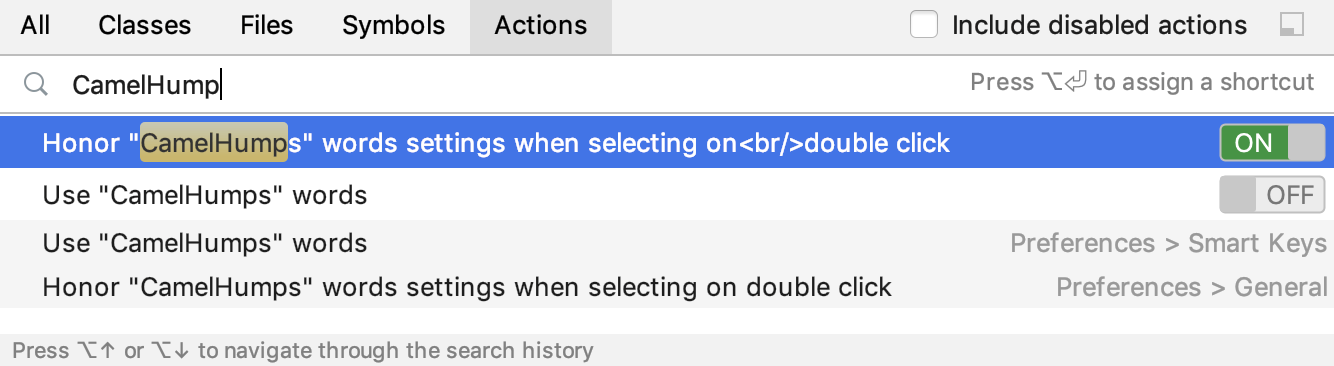 All Classes Files Symbols Actions Include disabled actions
CamelHump Press ⌥⏎ to assign a shortcut
Honor "CamelHumps" words settings when selecting on<br/>double click ON
Use "CamelHumps" words OFF
Use "CamelHumps" words Preferences > Smart Keys
Honor "CamelHumps" words settings when selecting on double click Preferences > General
Press ⌥↑ or ⌥↓ to navigate through the search history